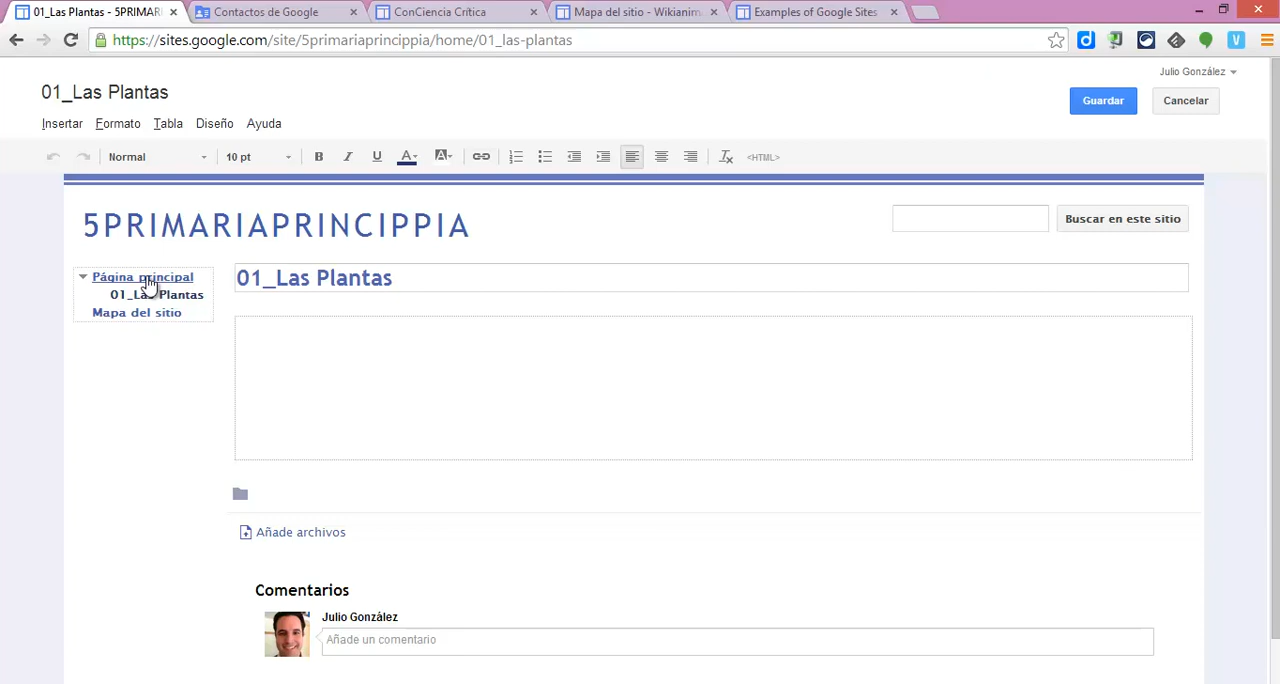 01_Las Plantas - 5PRIMARI
Contactos de Google
ConCiencia Crítica
Mapa del sitio - Wikianim
Examples of Google Sites
https://sites.google.com/site/5primariaprincippia/home/01_las-plantas
Julio González
01_Las Plantas
Guardar
Cancelar
Insertar Formato Tabla Diseño Ayuda
Normal 10 pt B I U A A <HTML>
5PRIMARIAPRINCIPPIA
Buscar en este sitio
Página principal
01_Las Plantas
Mapa del sitio
01_Las Plantas
Añade archivos
Comentarios
Julio González
Añade un comentario